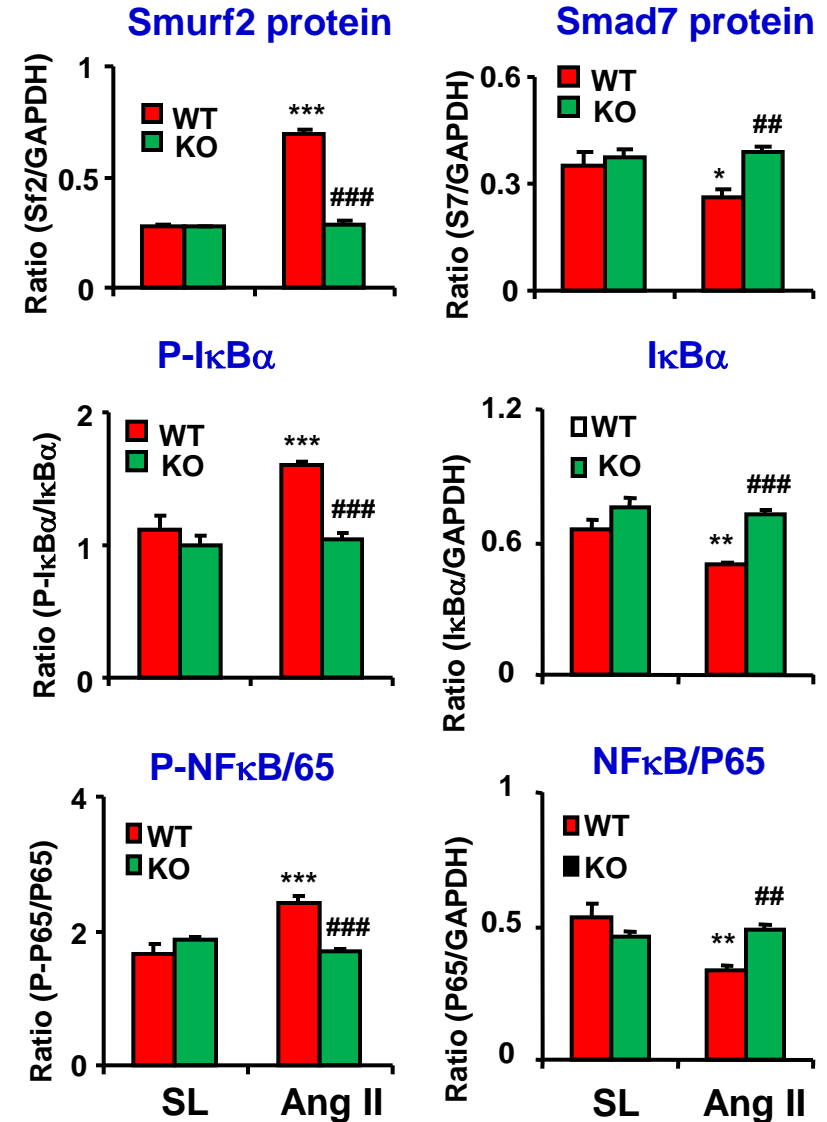 Smurf2 protein
Ratio (Sf2/GAPDH)
1
0.5
0
WT
KO
***
###
Smad7 protein
Ratio (S7/GAPDH)
0.6
0.3
0
WT
KO
*
##
P-IκBα
Ratio (P-IκBα/IκBα)
2
1
0
WT
KO
***
###
IκBα
Ratio (IκBα/GAPDH)
1.2
0.6
0
WT
KO
**
###
P-NFκB/65
Ratio (P-P65/P65)
4
2
0
WT
KO
***
###
SL Ang II
NFκB/P65
Ratio (P65/GAPDH)
1
0.5
0
WT
KO
**
##
SL Ang II